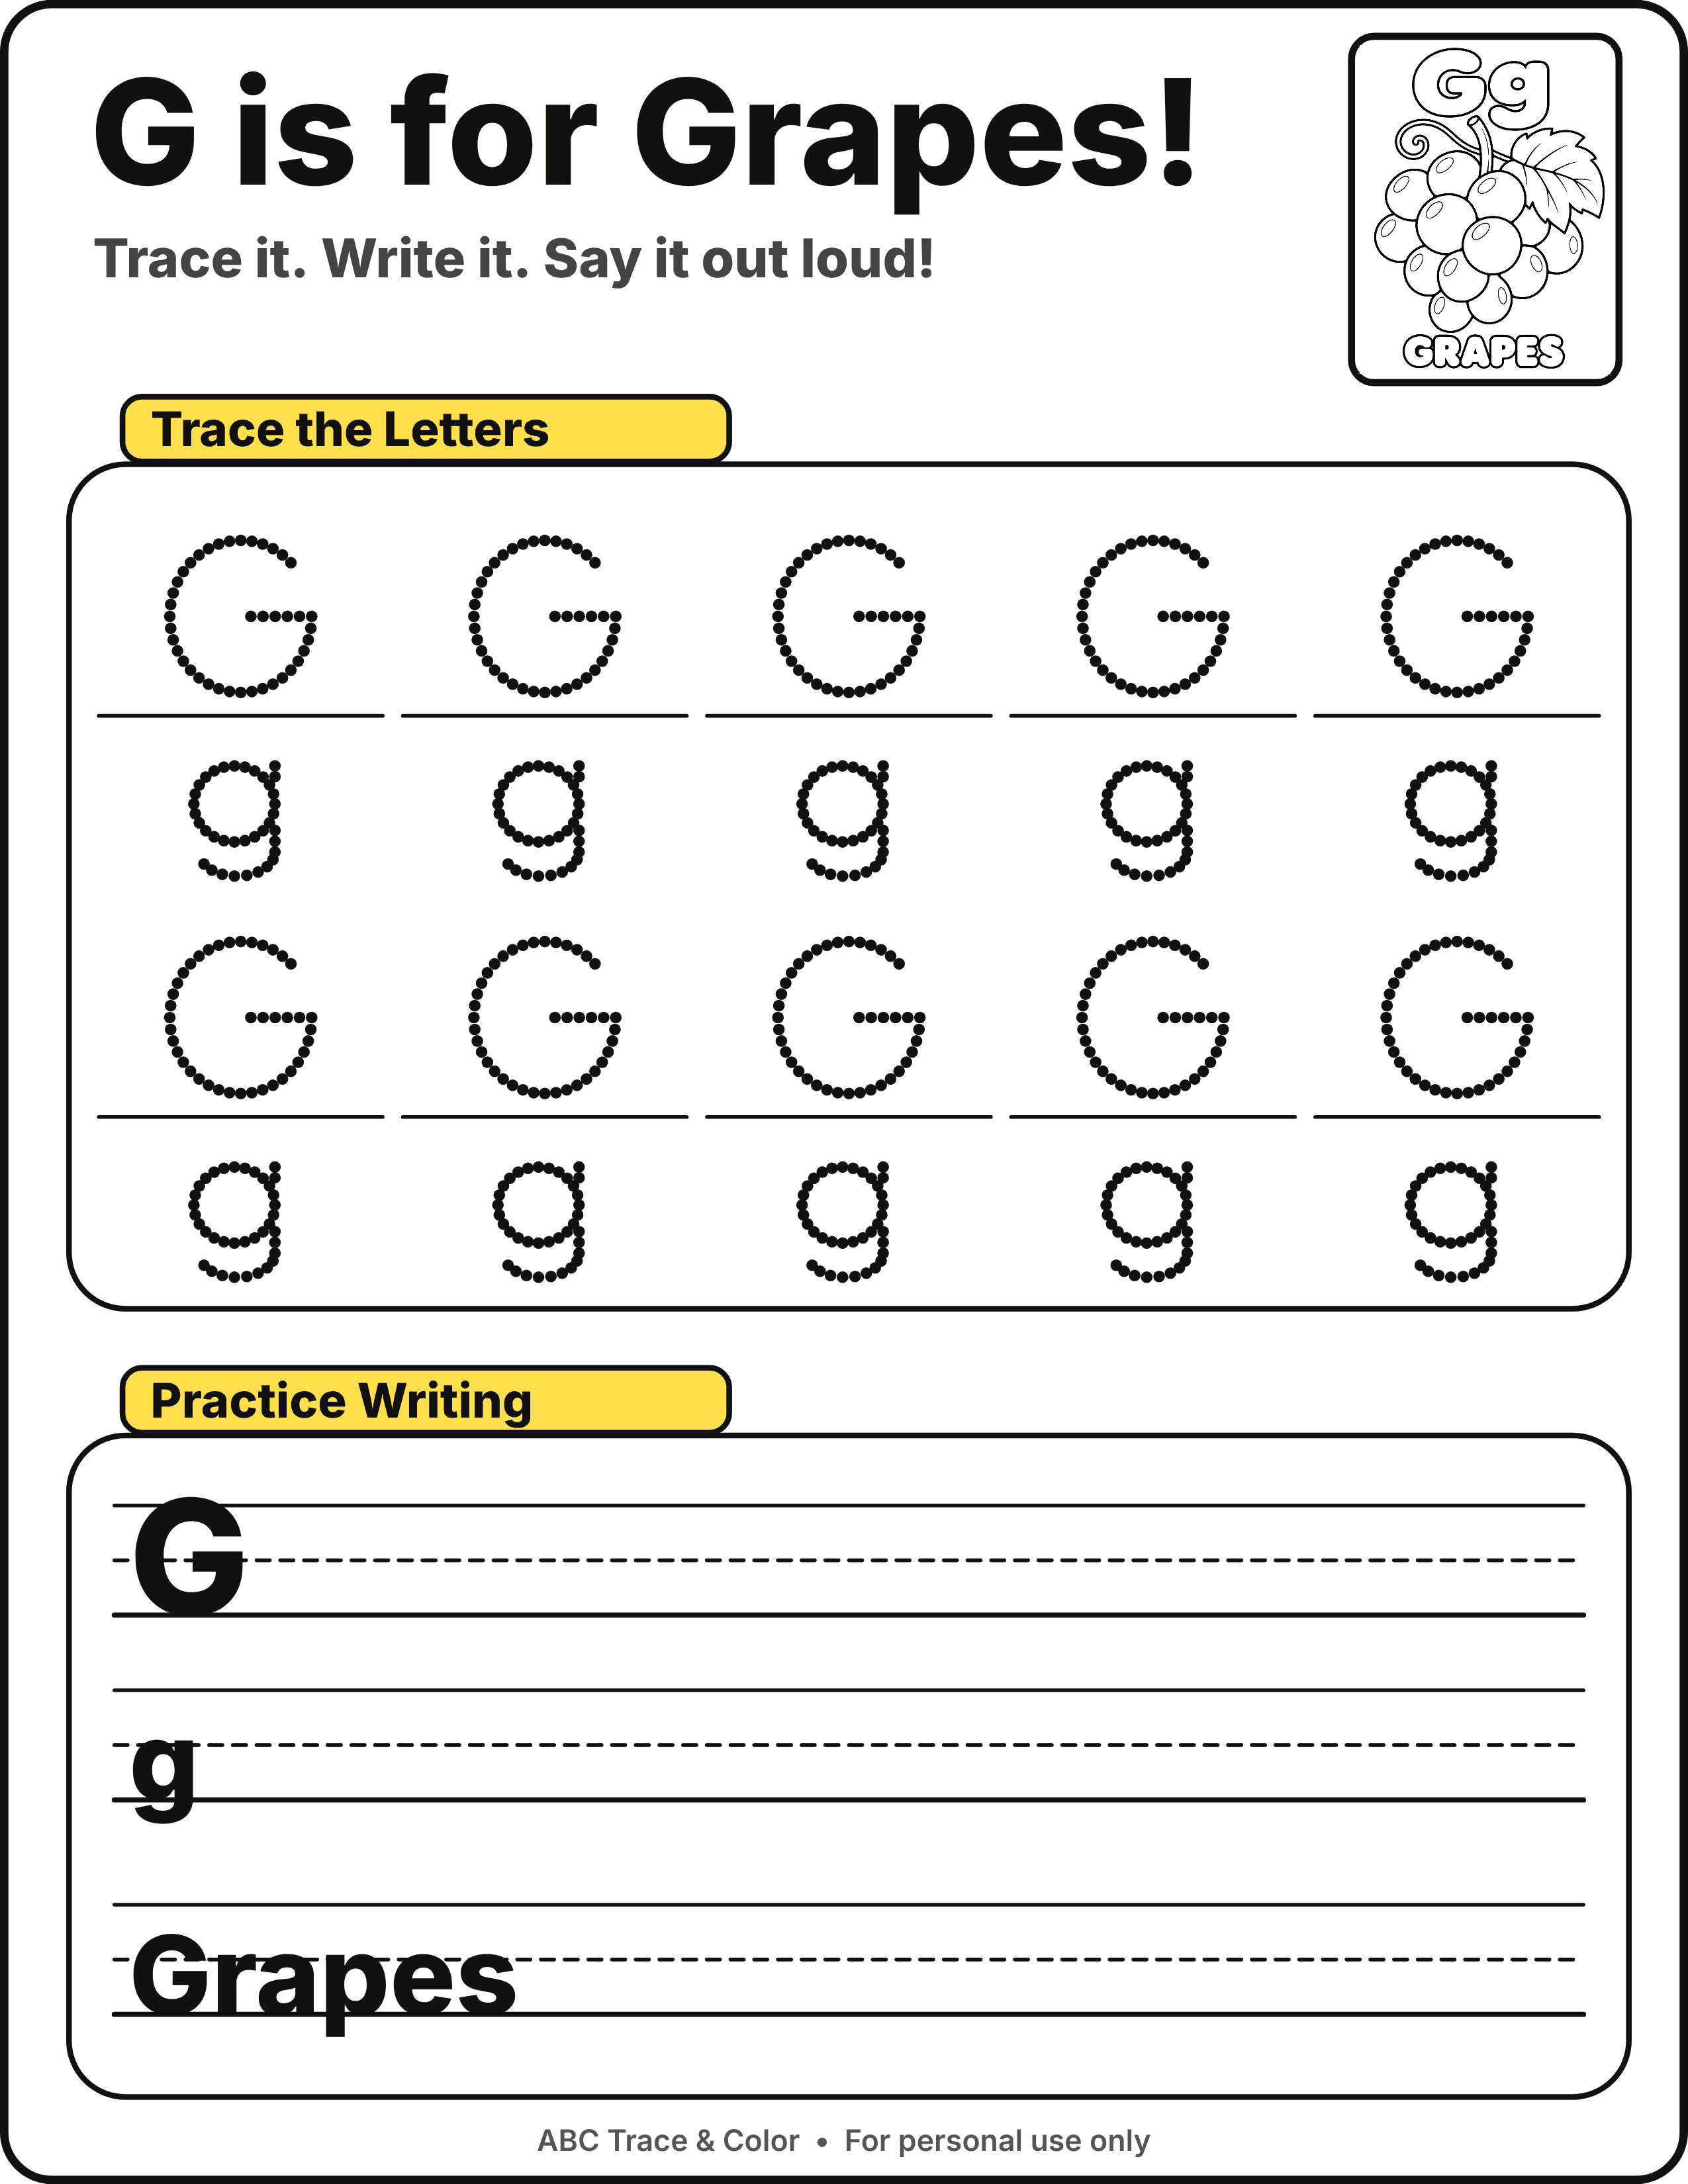 G is for Grapes!
Trace it. Write it. Say it out loud!
Gg
GRAPES
Trace the Letters
G G G G G
g g g g g
G G G G G
g g g g g
Practice Writing
G
g
Grapes
ABC Trace & Color • For personal use only